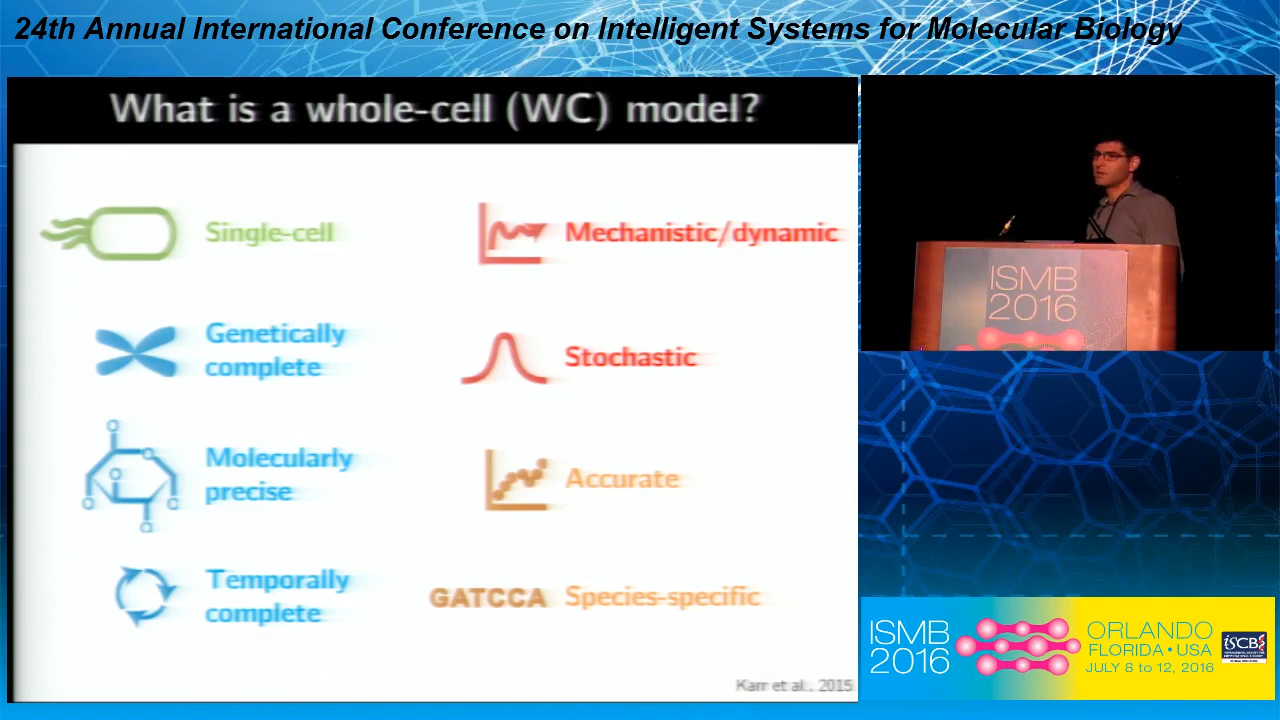 24th Annual International Conference on Intelligent Systems for Molecular Biology
What is a whole-cell (WC) model?
Single-cell
Mechanistic/dynamic
Genetically
complete
Stochastic
Molecularly
precise
Accurate
Temporally
complete
GATCCA
Species-specific
Karr et al., 2015
ISMB
2016
ISMB
2016
ORLANDO
FLORIDA • USA
JULY 8 to 12, 2016
ISCB